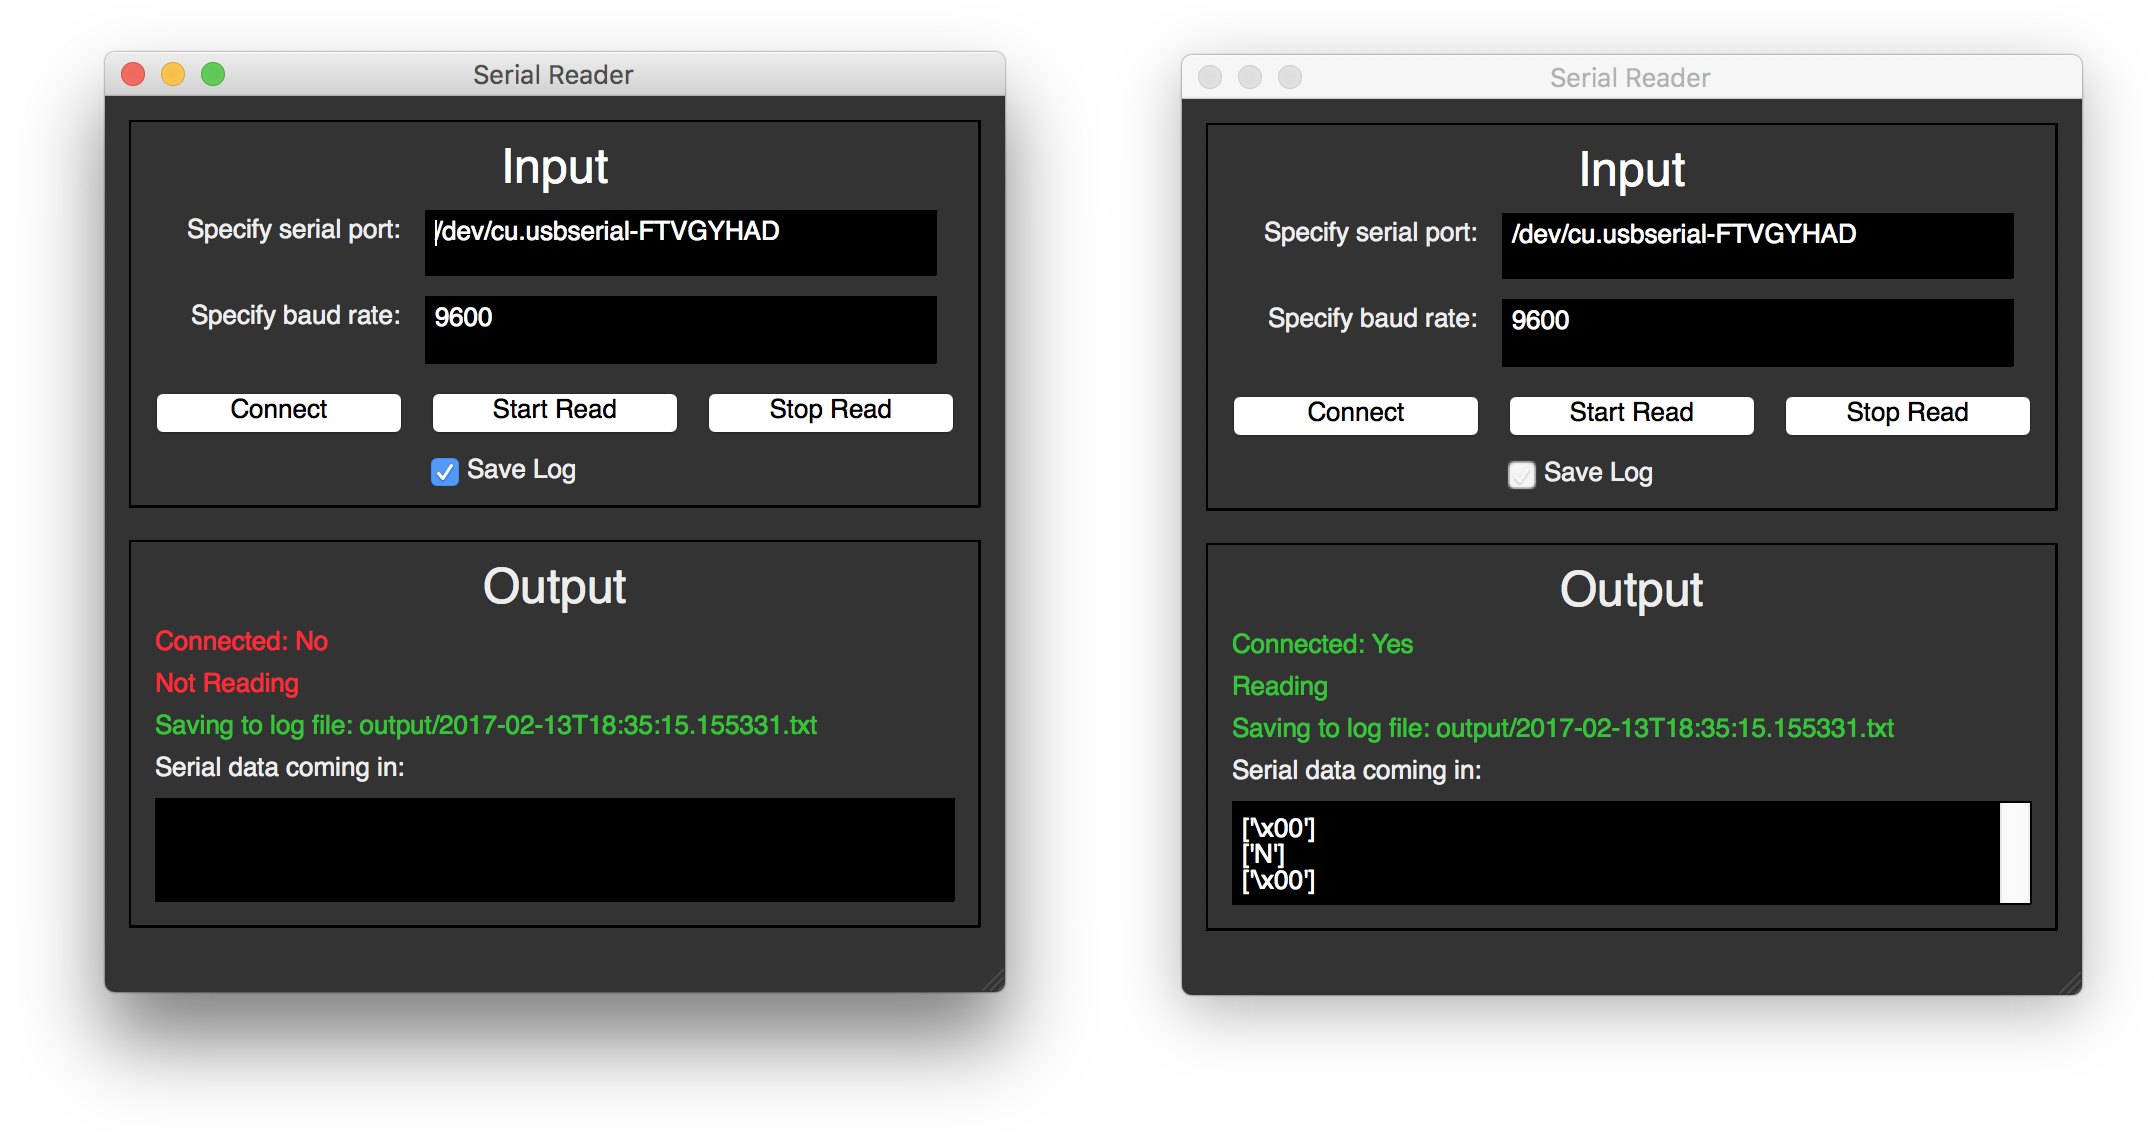 Serial Reader
Input
Specify serial port: /dev/cu.usbserial-FTVGYHAD
Specify baud rate: 9600
Connect Start Read Stop Read
Save Log
Output
Connected: No
Not Reading
Saving to log file: output/2017-02-13T18:35:15.155331.txt
Serial data coming in:
Serial Reader
Input
Specify serial port: /dev/cu.usbserial-FTVGYHAD
Specify baud rate: 9600
Connect Start Read Stop Read
Save Log
Output
Connected: Yes
Reading
Saving to log file: output/2017-02-13T18:35:15.155331.txt
Serial data coming in:
['\x00']
['N']
['\x00']